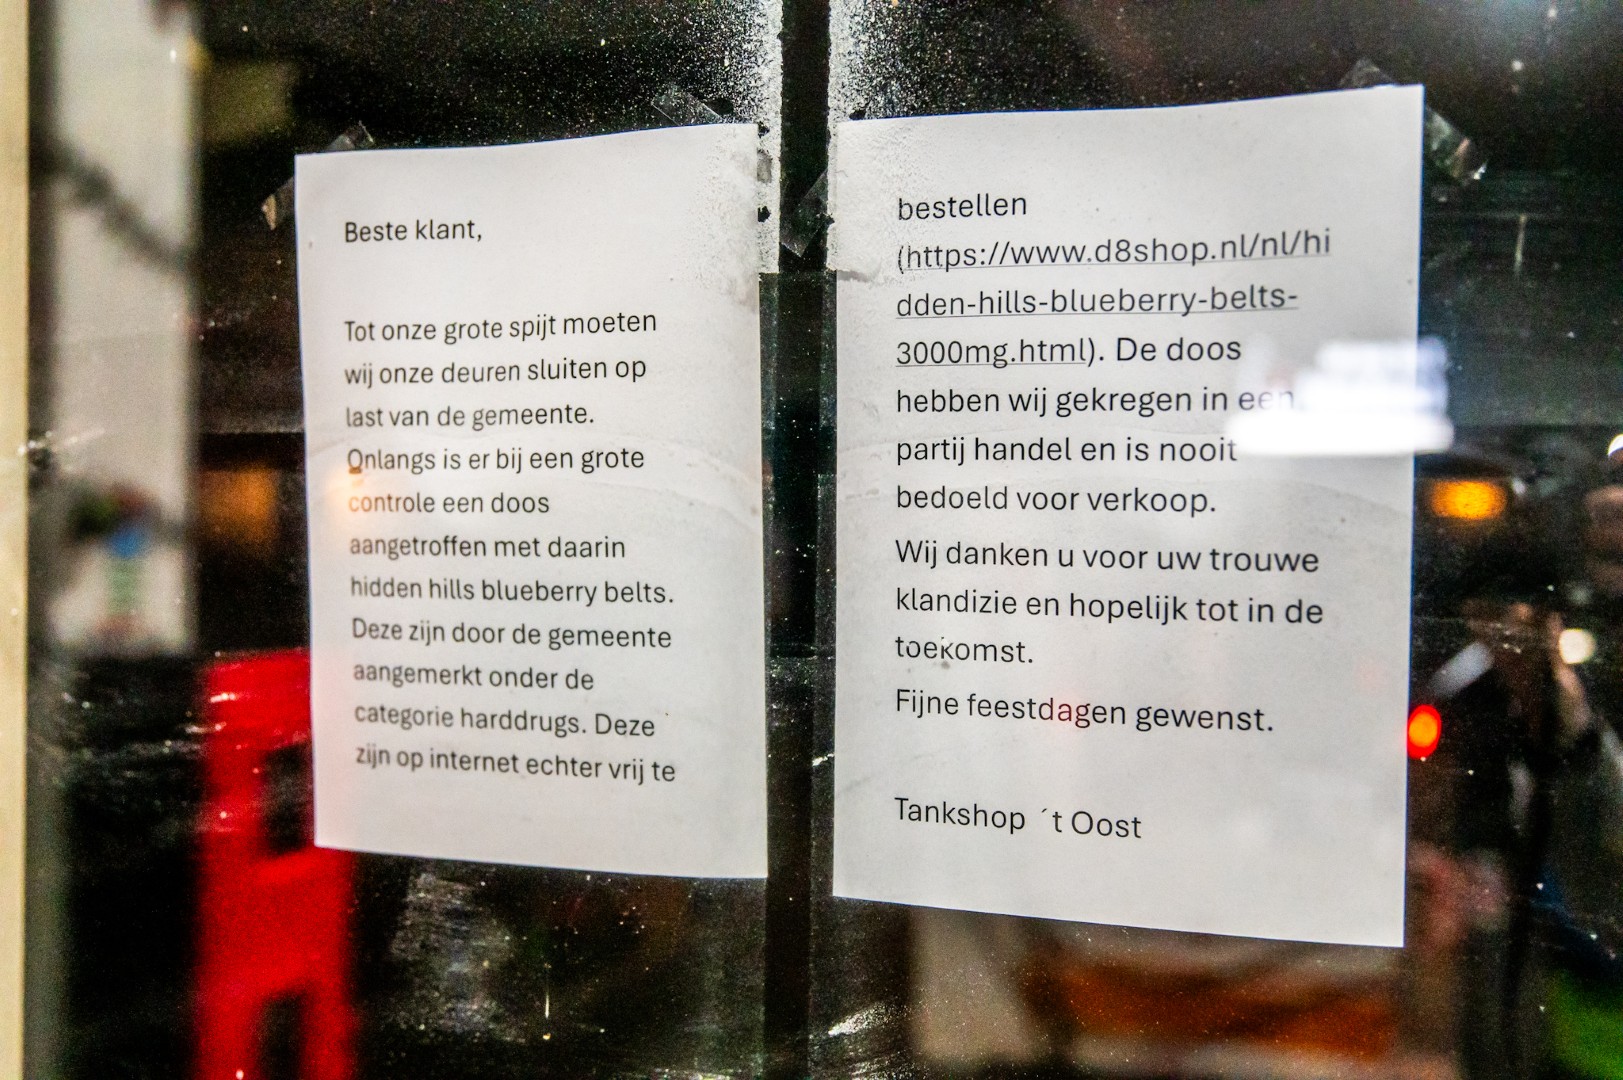 Beste klant,
Tot onze grote spijt moeten
wij onze deuren sluiten op
last van de gemeente.
Onlangs is er bij een grote
controle een doos
aangetroffen met daarin
hidden hills blueberry belts.
Deze zijn door de gemeente
aangemerkt onder de
categorie harddrugs. Deze
zijn op internet echter vrij te
bestellen
(https://www.d8shop.nl/nl/hi
dden-hills-blueberry-belts-
3000mg.html). De doos
hebben wij gekregen in een
partij handel en is nooit
bedoeld voor verkoop.
Wij danken u voor uw trouwe
klandizie en hopelijk tot in de
toekomst.
Fijne feestdagen gewenst.
Tankshop ´t Oost